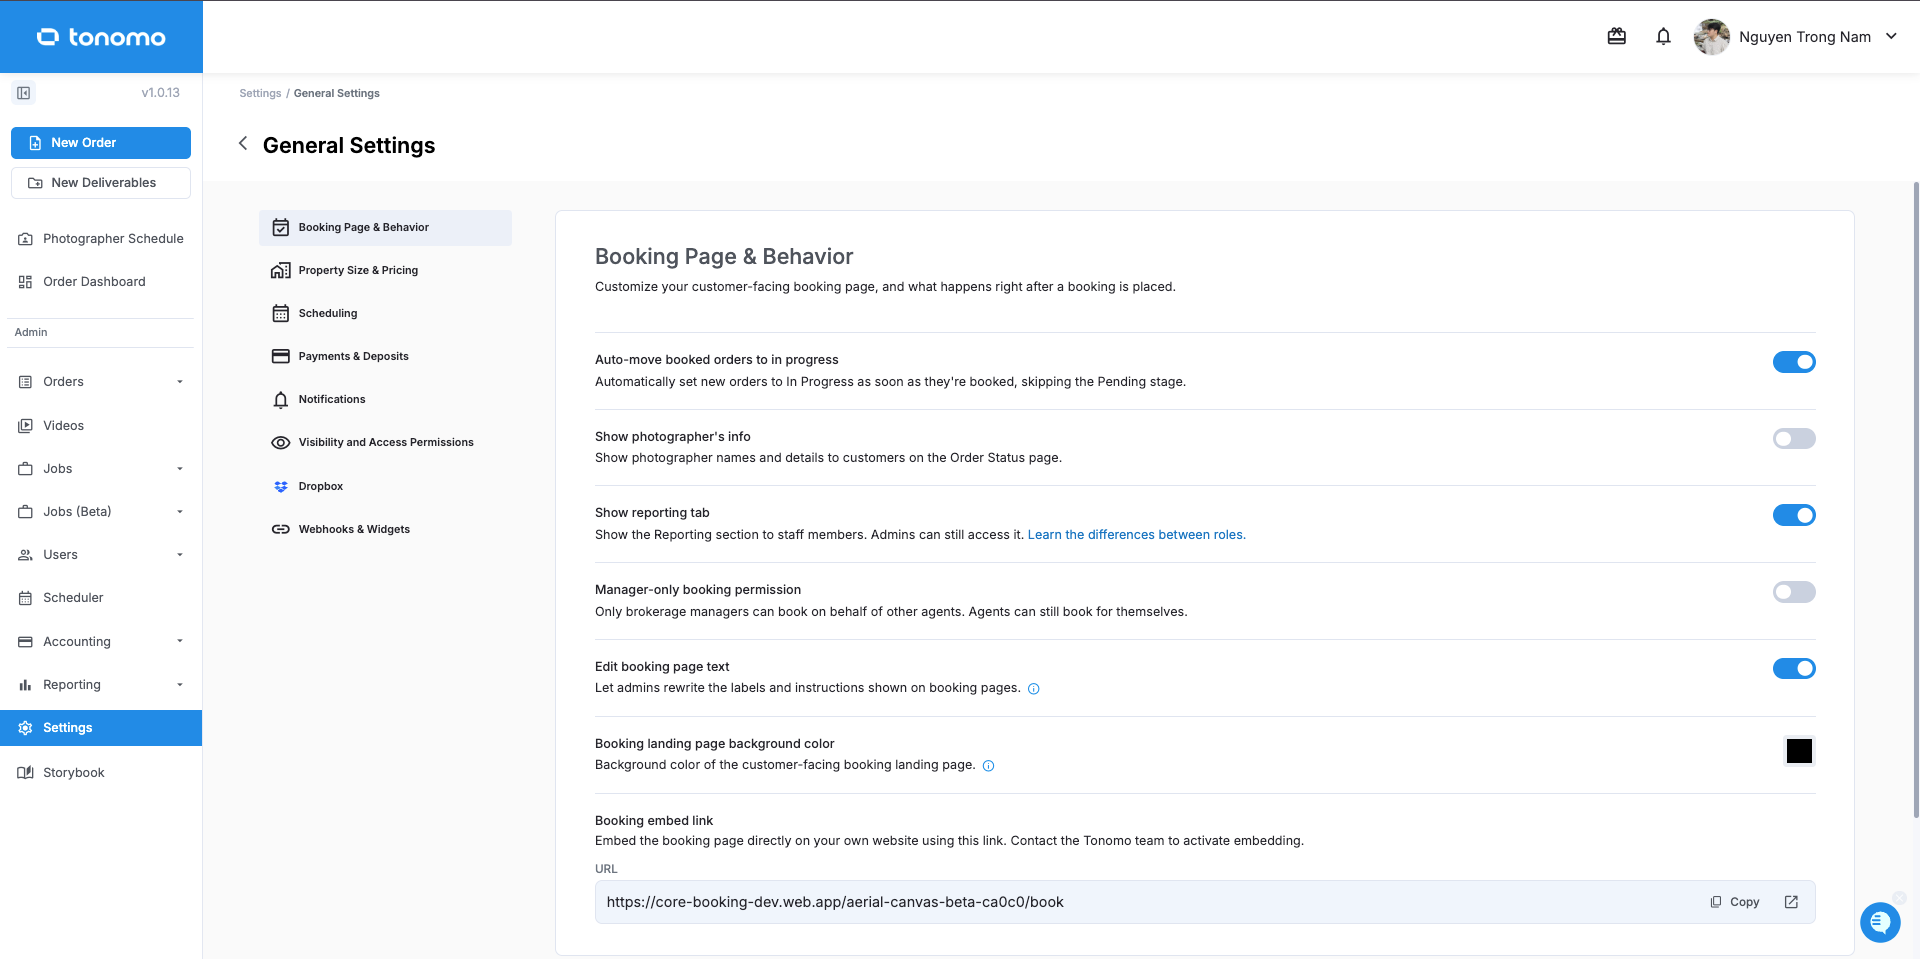 tonomo
Nguyen Trong Nam
v1.0.13
New Order
New Deliverables
Photographer Schedule
Order Dashboard
Admin
Orders
Videos
Jobs
Jobs (Beta)
Users
Scheduler
Accounting
Reporting
Settings
Storybook
Settings / General Settings
General Settings
Booking Page & Behavior
Property Size & Pricing
Scheduling
Payments & Deposits
Notifications
Visibility and Access Permissions
Dropbox
Webhooks & Widgets
Booking Page & Behavior
Customize your customer-facing booking page, and what happens right after a booking is placed.
Auto-move booked orders to in progress
Automatically set new orders to In Progress as soon as they're booked, skipping the Pending stage.
Show photographer's info
Show photographer names and details to customers on the Order Status page.
Show reporting tab
Show the Reporting section to staff members. Admins can still access it. Learn the differences between roles.
Manager-only booking permission
Only brokerage managers can book on behalf of other agents. Agents can still book for themselves.
Edit booking page text
Let admins rewrite the labels and instructions shown on booking pages.
Booking landing page background color
Background color of the customer-facing booking landing page.
Booking embed link
Embed the booking page directly on your own website using this link. Contact the Tonomo team to activate embedding.
URL
https://core-booking-dev.web.app/aerial-canvas-beta-ca0c0/book
Copy